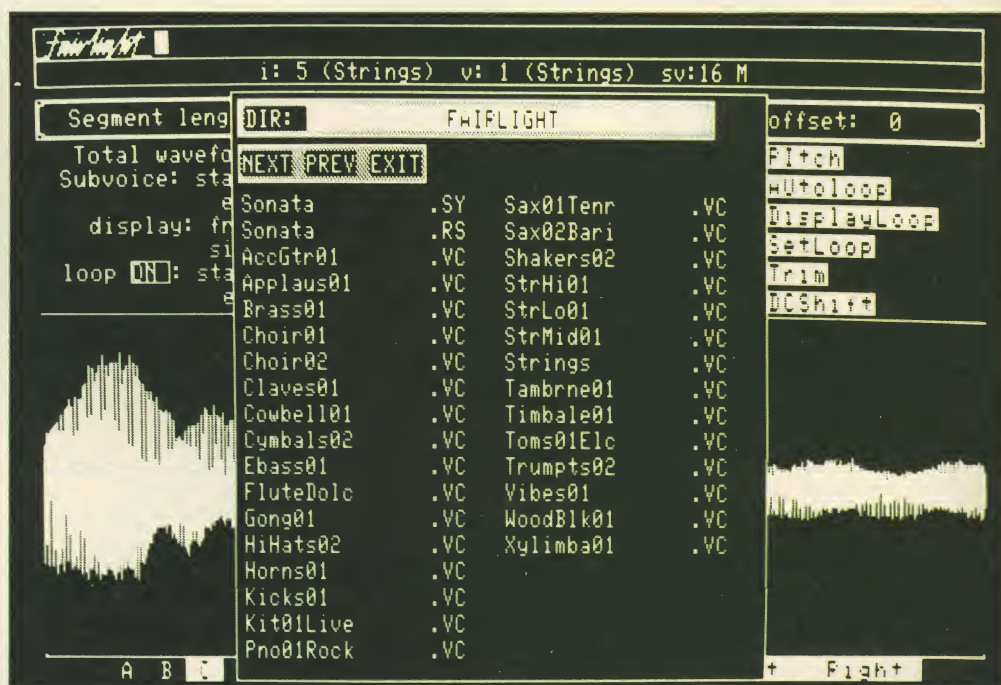 fairlight
i: 5 (Strings) v: 1 (Strings) sv:16 M
Segment leng
offset: 0
Total wavefo
Subvoice: sta
e
display: fr
si
loop ON: sta
e
DIR: FAIRLIGHT
NEXT PREV EXIT
Sonata .SY
Sonata .RS
AccGtr01 .VC
Applaus01 .VC
Brass01 .VC
Choir01 .VC
Choir02 .VC
Claves01 .VC
Cowbell01 .VC
Cymbals02 .VC
Ebass01 .VC
FluteDolc .VC
Gong01 .VC
HiHats02 .VC
Horns01 .VC
Kicks01 .VC
Kit01Live .VC
Pno01Rock .VC
Sax01Tenr .VC
Sax02Bari .VC
Shakers02 .VC
StrHi01 .VC
StrLo01 .VC
StrMid01 .VC
Strings .VC
Tambrne01 .VC
Timbale01 .VC
Toms01Elc .VC
Trumpts02 .VC
Vibes01 .VC
WoodBlk01 .VC
Xylimba01 .VC
PItch
AUtoloop
DisplayLoop
SetLoop
Trim
DCShift
A B C
t Right